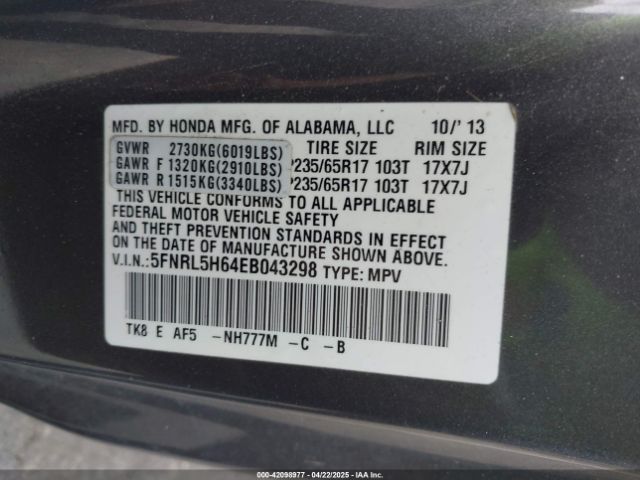 MFD. BY HONDA MFG. OF ALABAMA, LLC 10/'13
GVWR 2730KG(6019LBS) TIRE SIZE RIM SIZE
GAWR F 1320KG(2910LBS) P235/65R17 103T 17X7J
GAWR R 1515KG(3340LBS) P235/65R17 103T 17X7J
THIS VEHICLE CONFORMS TO ALL APPLICABLE
FEDERAL MOTOR VEHICLE SAFETY
AND THEFT PREVENTION STANDARDS IN EFFECT
ON THE DATE OF MANUFACTURE SHOWN ABOVE.
V.I.N.:5FNRL5H64EB043298 TYPE: MPV
TK8 E AF5 -NH777M -C -B
000-42098977 - 04/22/2025 - IAAI.COM